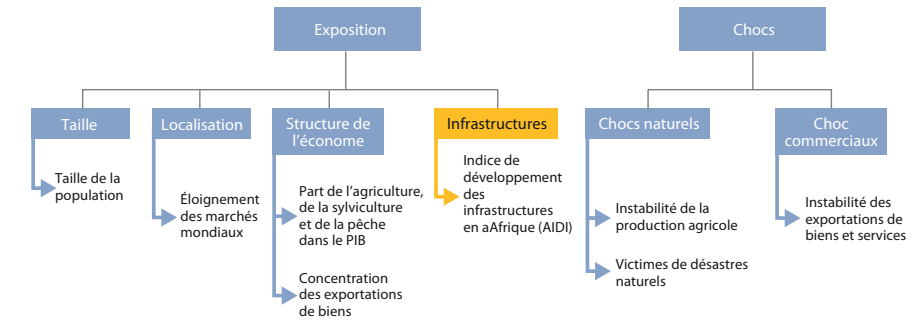 Exposition
Chocs
Taille
Localisation
Structure de
l’économe
Infrastructures
Chocs naturels
Choc
commerciaux
Taille de la
population
Éloignement
des marchés
mondiaux
Part de l’agriculture,
de la sylviculture
et de la pêche
dans le PIB
Concentration
des exportations
de biens
Indice de
développement
des
infrastructures
en aAfrique (AIDI)
Instabilité de la
production agricole
Victimes de désastres
naturels
Instabilité des
exportations de
biens et services